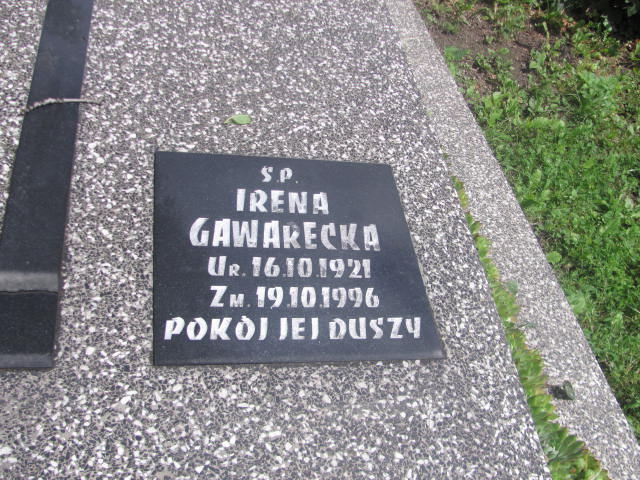 Ś.P.
IRENA
GAWARECKA
UR. 16.10.1921
ZM. 19.10.1996
POKÓJ JEJ DUSZY